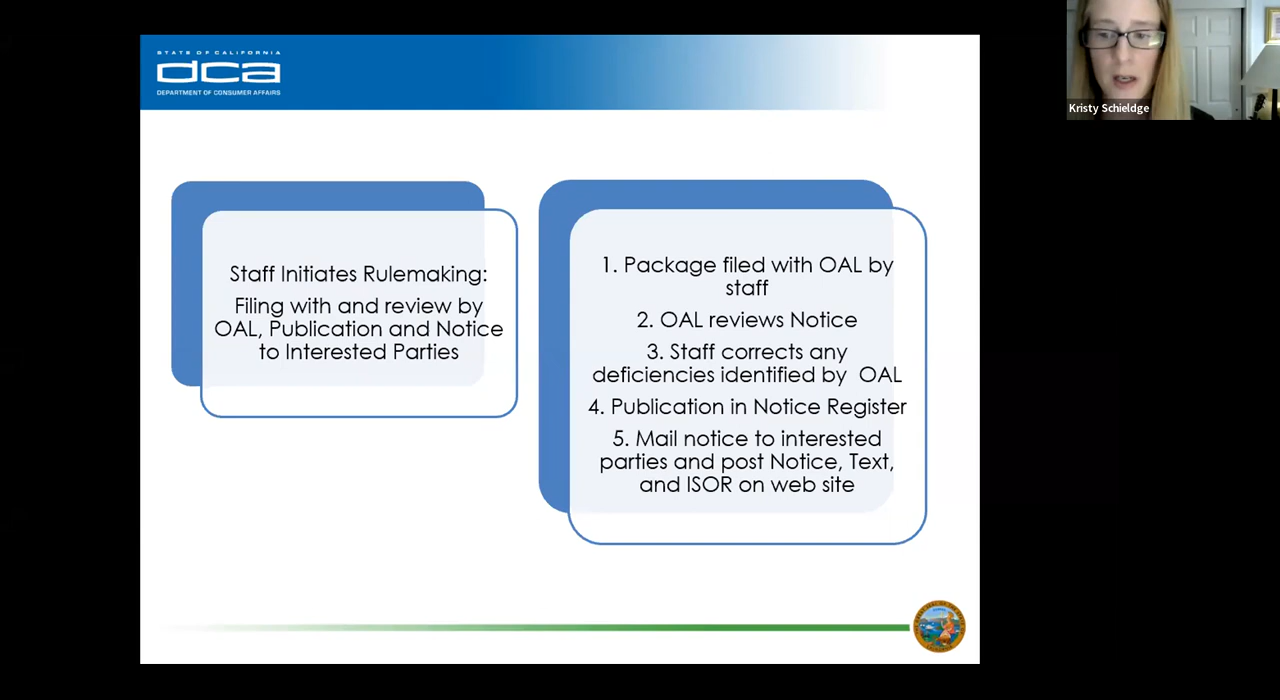 STATE OF CALIFORNIA
dca
DEPARTMENT OF CONSUMER AFFAIRS
Kristy Schieldge
Staff Initiates Rulemaking:
Filing with and review by
OAL, Publication and Notice
to Interested Parties
1. Package filed with OAL by
staff
2. OAL reviews Notice
3. Staff corrects any
deficiencies identified by OAL
4. Publication in Notice Register
5. Mail notice to interested
parties and post Notice, Text,
and ISOR on web site